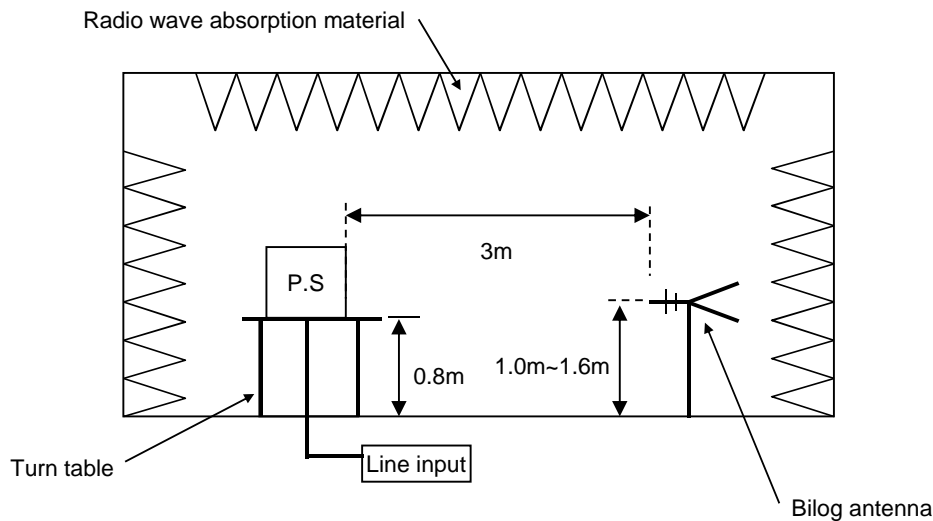 Radio wave absorption material
3m
P.S
0.8m
1.0m~1.6m
Line input
Turn table
Bilog antenna